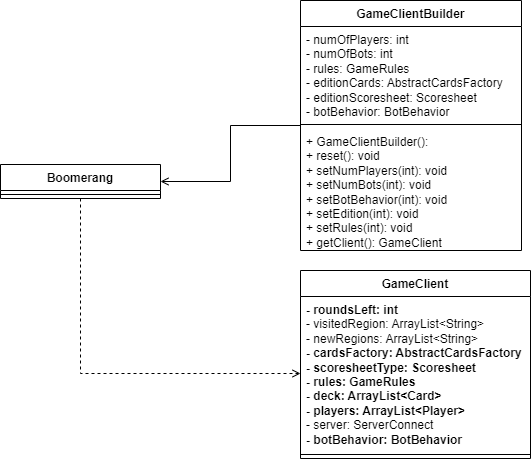 GameClientBuilder
- numOfPlayers: int
- numOfBots: int
- rules: GameRules
- editionCards: AbstractCardsFactory
- editionScoresheet: Scoresheet
- botBehavior: BotBehavior
+ GameClientBuilder():
+ reset(): void
+ setNumPlayers(int): void
+ setNumBots(int): void
+ setBotBehavior(int): void
+ setEdition(int): void
+ setRules(int): void
+ getClient(): GameClient
Boomerang
GameClient
- roundsLeft: int
- visitedRegion: ArrayList<String>
- newRegions: ArrayList<String>
- cardsFactory: AbstractCardsFactory
- scoresheetType: Scoresheet
- rules: GameRules
- deck: ArrayList<Card>
- players: ArrayList<Player>
- server: ServerConnect
- botBehavior: BotBehavior